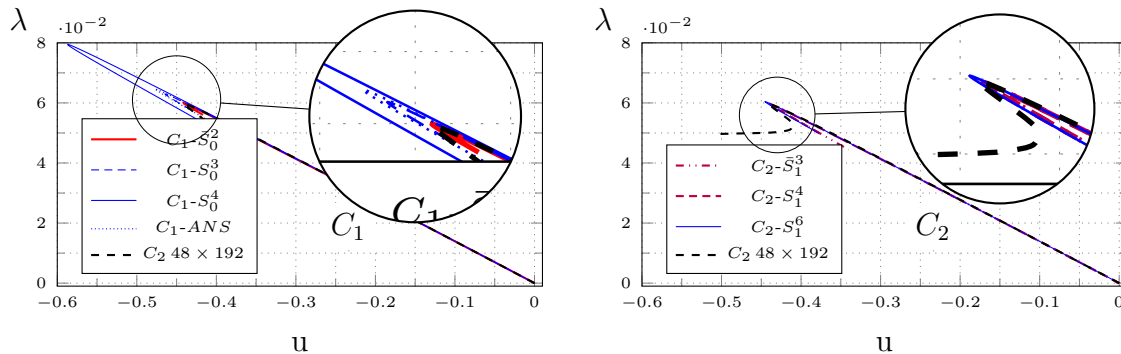 λ
·10⁻²
8
6
4
2
0
−0.6 −0.5 −0.4 −0.3 −0.2 −0.1 0
u
C₁-S̄₀²
C₁-S₀³
C₁-S₀⁴
C₁-ANS
C₂ 48 × 192
C₁
C₁
λ
·10⁻²
8
6
4
2
0
−0.6 −0.5 −0.4 −0.3 −0.2 −0.1 0
u
C₂-S̄₁³
C₂-S₁⁴
C₂-S₁⁶
C₂ 48 × 192
C₂